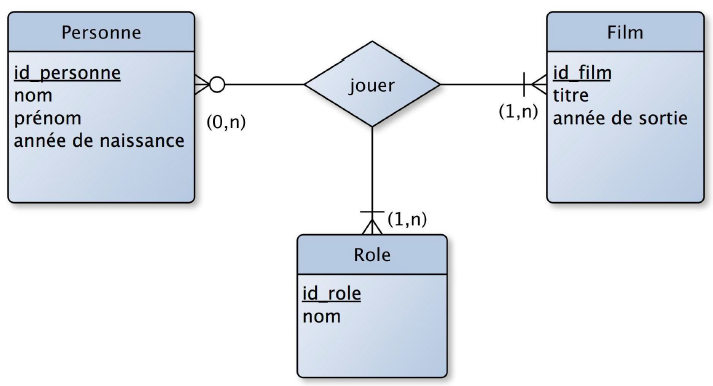 Personne
id_personne
nom
prénom
année de naissance
(0,n)
jouer
(1,n)
Film
id_film
titre
année de sortie
(1,n)
Role
id_role
nom